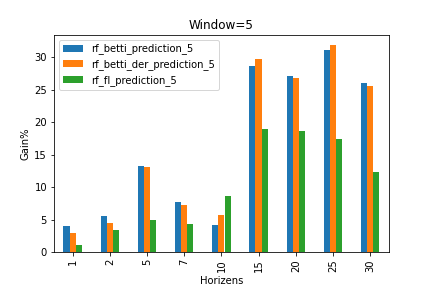 Window=5
rf_betti_prediction_5
rf_betti_der_prediction_5
rf_fl_prediction_5
Gain%
30
25
20
15
10
5
0
1 2 5 7 10 15 20 25 30
Horizens